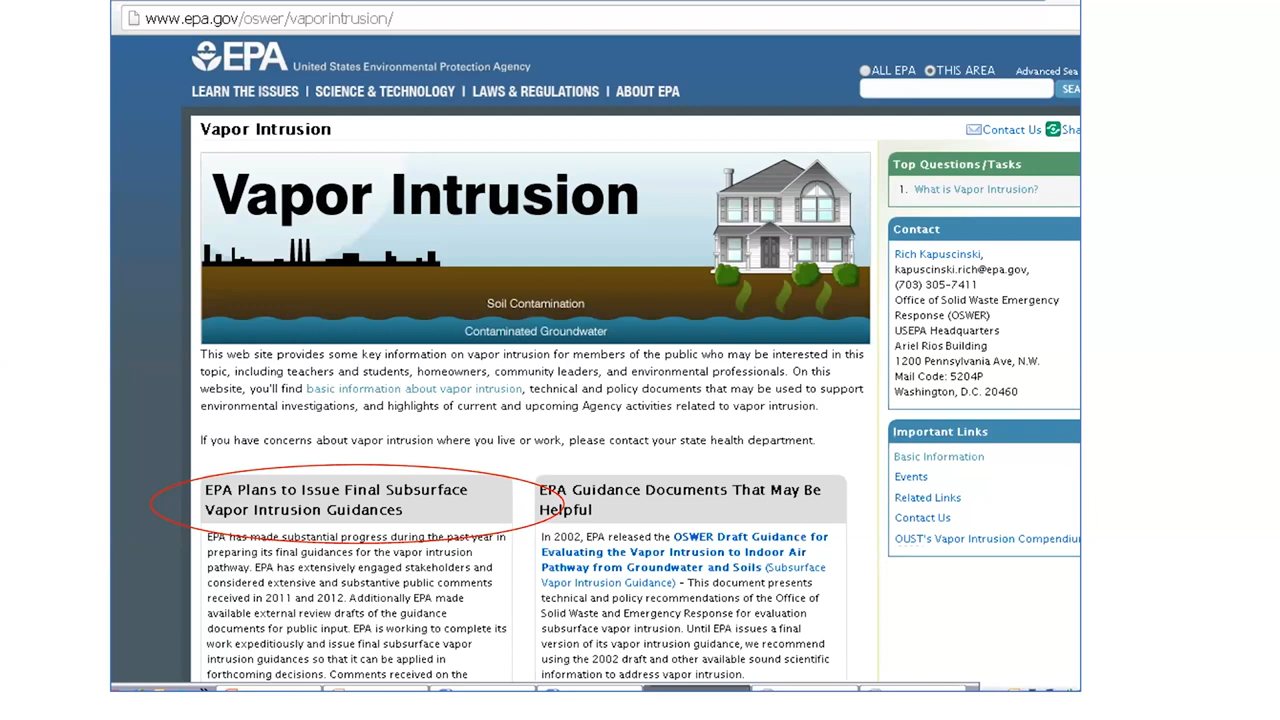 www.epa.gov/oswer/vaporintrusion/
EPA United States Environmental Protection Agency
ALL EPA THIS AREA Advanced Sea
SEA
LEARN THE ISSUES | SCIENCE & TECHNOLOGY | LAWS & REGULATIONS | ABOUT EPA
Vapor Intrusion
Contact Us Sha
Vapor Intrusion
Soil Contamination
Contaminated Groundwater
This web site provides some key information on vapor intrusion for members of the public who may be interested in this
topic, including teachers and students, homeowners, community leaders, and environmental professionals. On this
website, you'll find basic information about vapor intrusion, technical and policy documents that may be used to support
environmental investigations, and highlights of current and upcoming Agency activities related to vapor intrusion.
If you have concerns about vapor intrusion where you live or work, please contact your state health department.
EPA Plans to Issue Final Subsurface
Vapor Intrusion Guidances
EPA has made substantial progress during the past year in
preparing its final guidances for the vapor intrusion
pathway. EPA has extensively engaged stakeholders and
considered extensive and substantive public comments
received in 2011 and 2012. Additionally EPA made
available external review drafts of the guidance
documents for public input. EPA is working to complete its
work expeditiously and issue final subsurface vapor
intrusion guidances so that it can be applied in
forthcoming decisions. Comments received on the
EPA Guidance Documents That May Be
Helpful
In 2002, EPA released the OSWER Draft Guidance for
Evaluating the Vapor Intrusion to Indoor Air
Pathway from Groundwater and Soils (Subsurface
Vapor Intrusion Guidance) - This document presents
technical and policy recommendations of the Office of
Solid Waste and Emergency Response for evaluation
subsurface vapor intrusion. Until EPA issues a final
version of its vapor intrusion guidance, we recommend
using the 2002 draft and other available sound scientific
information to address vapor intrusion.
Top Questions/Tasks
1. What is Vapor Intrusion?
Contact
Rich Kapuscinski,
kapuscinski.rich@epa.gov,
(703) 305-7411
Office of Solid Waste Emergency
Response (OSWER)
USEPA Headquarters
Ariel Rios Building
1200 Pennsylvania Ave, N.W.
Mail Code: 5204P
Washington, D.C. 20460
Important Links
Basic Information
Events
Related Links
Contact Us
OUST's Vapor Intrusion Compendiu